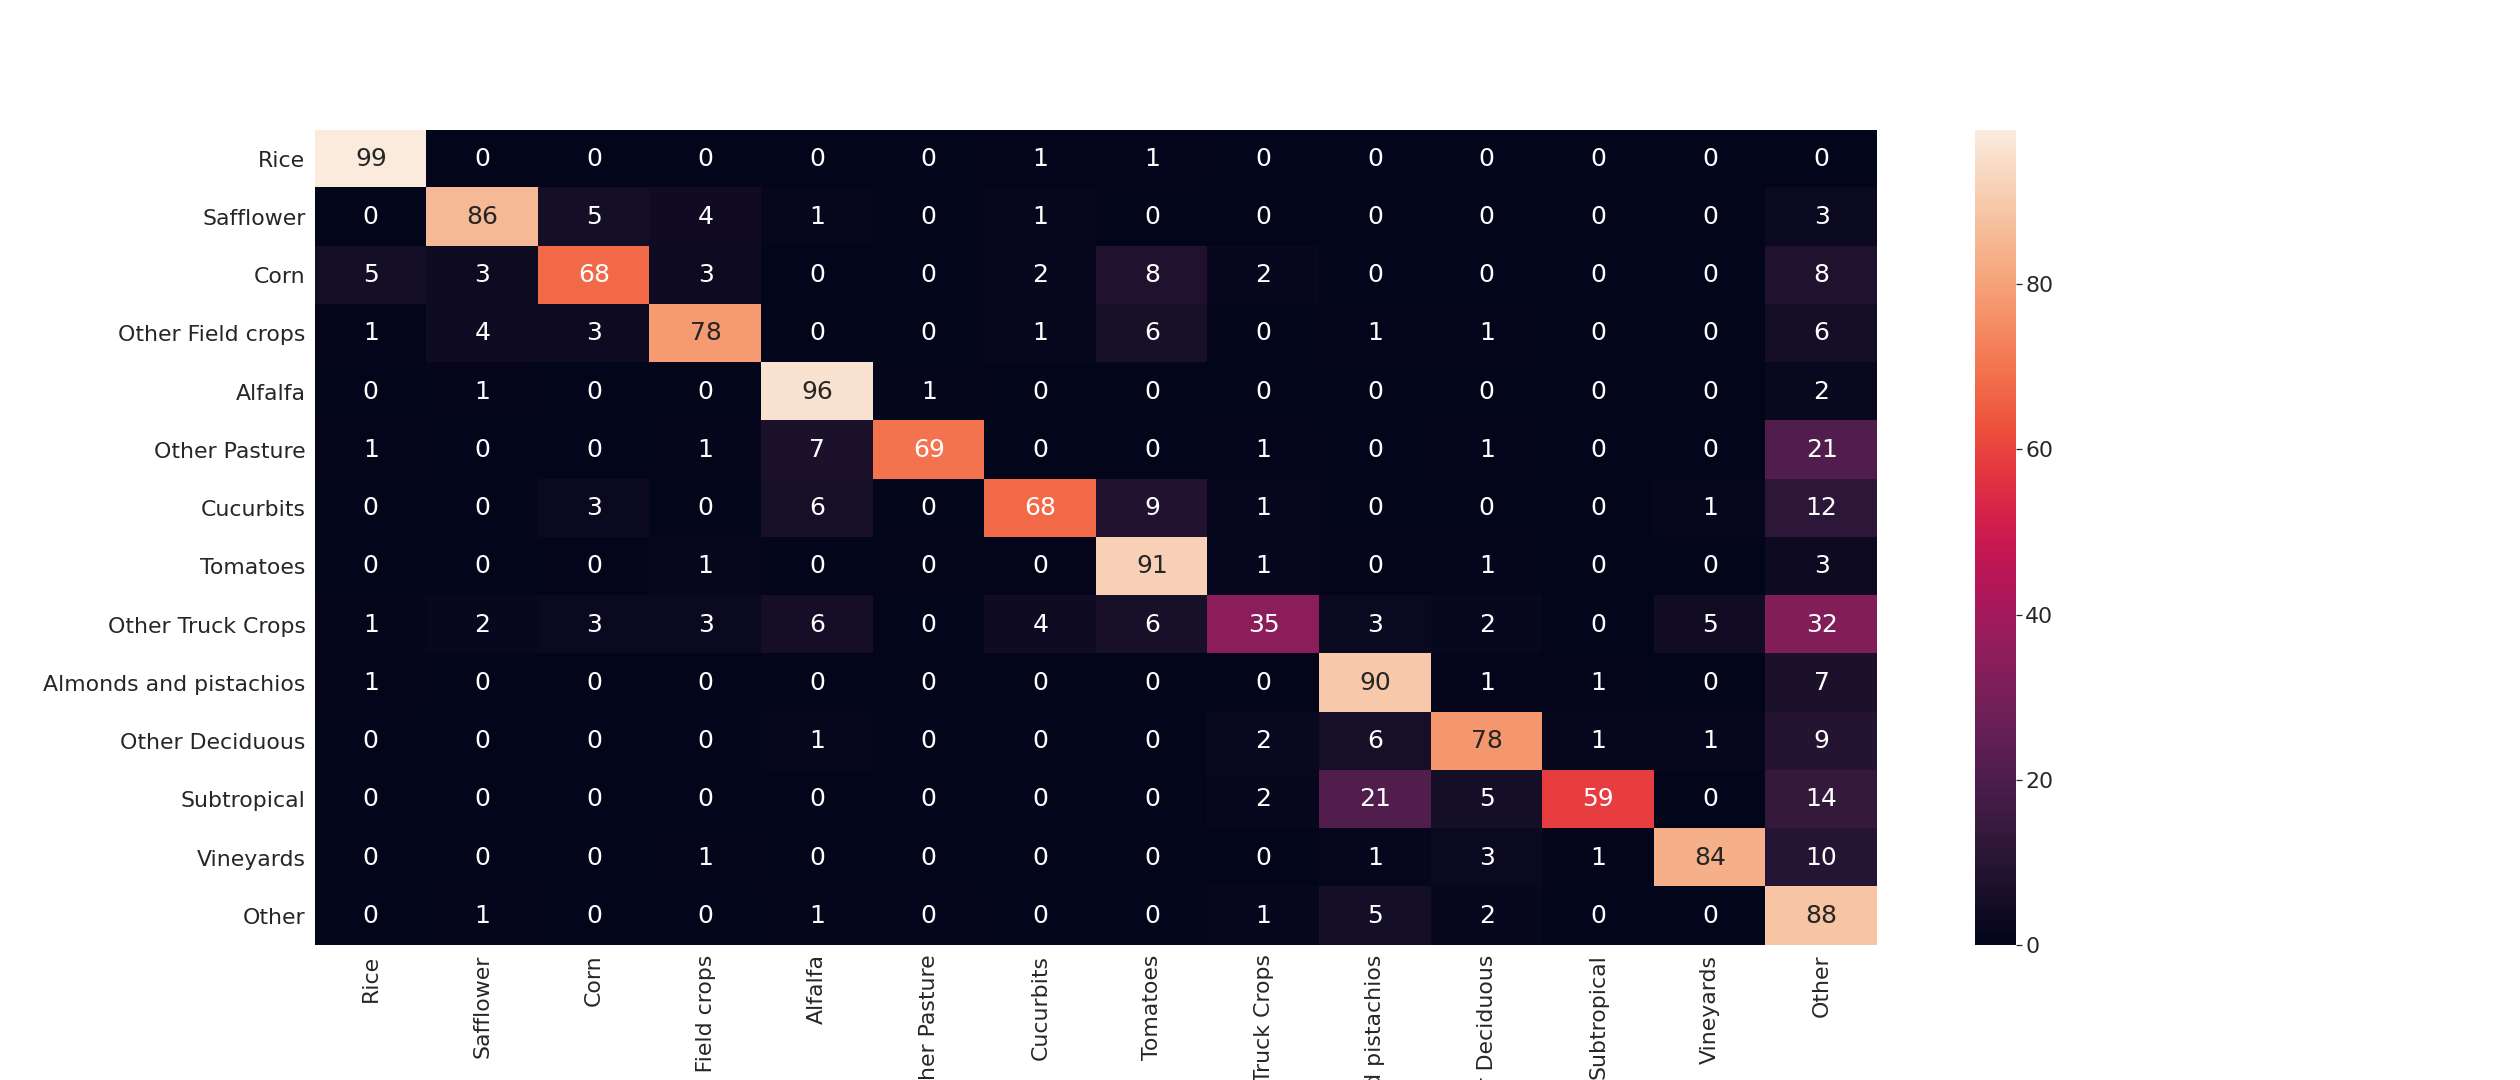 Rice 99 0 0 0 0 0 1 1 0 0 0 0 0 0
Safflower 0 86 5 4 1 0 1 0 0 0 0 0 0 3
Corn 5 3 68 3 0 0 2 8 2 0 0 0 0 8
Other Field crops 1 4 3 78 0 0 1 6 0 1 1 0 0 6
Alfalfa 0 1 0 0 96 1 0 0 0 0 0 0 0 2
Other Pasture 1 0 0 1 7 69 0 0 1 0 1 0 0 21
Cucurbits 0 0 3 0 6 0 68 9 1 0 0 0 1 12
Tomatoes 0 0 0 1 0 0 0 91 1 0 1 0 0 3
Other Truck Crops 1 2 3 3 6 0 4 6 35 3 2 0 5 32
Almonds and pistachios 1 0 0 0 0 0 0 0 0 90 1 1 0 7
Other Deciduous 0 0 0 0 1 0 0 0 2 6 78 1 1 9
Subtropical 0 0 0 0 0 0 0 0 2 21 5 59 0 14
Vineyards 0 0 0 1 0 0 0 0 0 1 3 1 84 10
Other 0 1 0 0 1 0 0 0 1 5 2 0 0 88
Rice
Safflower
Corn
Field crops
Alfalfa
her Pasture
Cucurbits
Tomatoes
Truck Crops
pistachios
Deciduous
Subtropical
Vineyards
Other
80
60
40
20
0